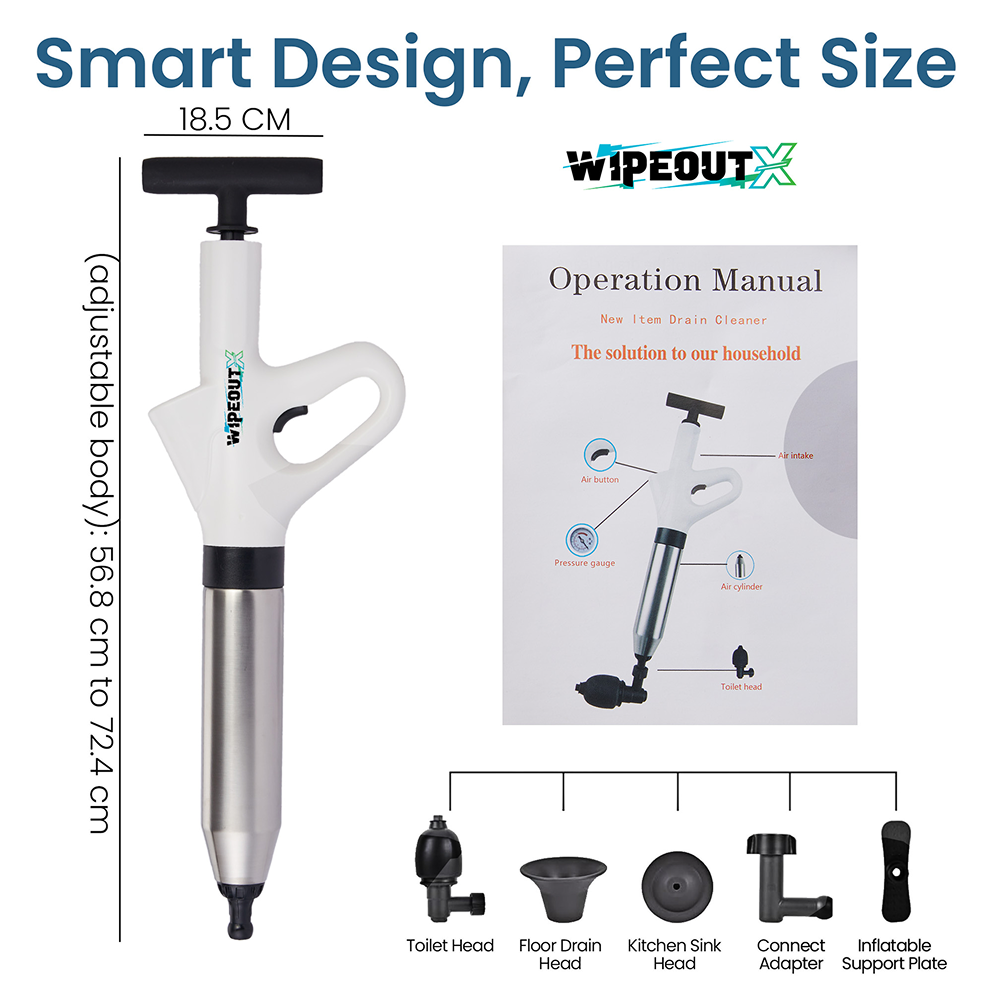 Smart Design, Perfect Size
18.5 CM
WIPEOUTX
(adjustable body): 56.8 cm to 72.4 cm
WIPEOUTX
Operation Manual
New Item Drain Cleaner
The solution to our household
Air intake
Air button
Pressure gauge
Air cylinder
Toilet head
Toilet Head
Floor Drain
Head
Kitchen Sink
Head
Connect
Adapter
Inflatable
Support Plate